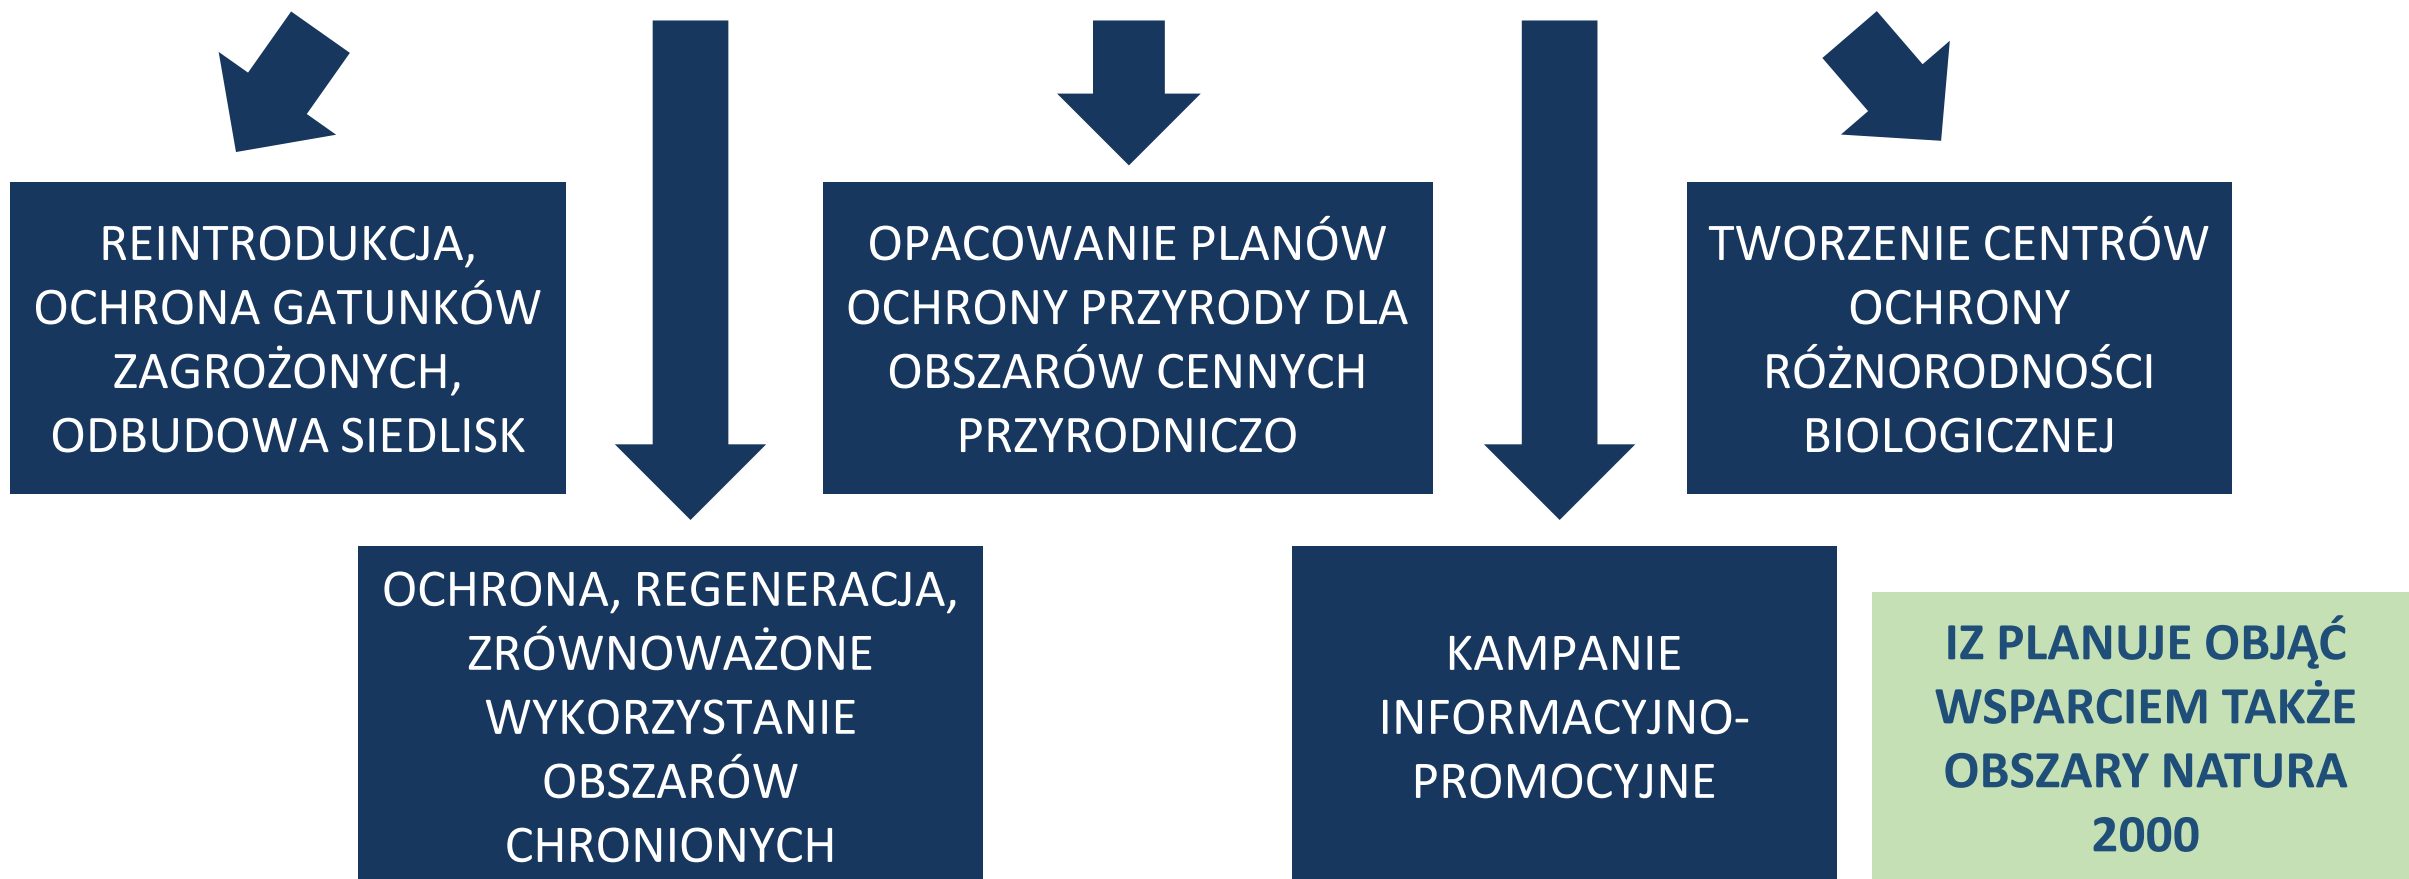 REINTRODUKCJA,
OCHRONA GATUNKÓW
ZAGROŻONYCH,
ODBUDOWA SIEDLISK
OPACOWANIE PLANÓW
OCHRONY PRZYRODY DLA
OBSZARÓW CENNYCH
PRZYRODNICZO
TWORZENIE CENTRÓW
OCHRONY
RÓŻNORODNOŚCI
BIOLOGICZNEJ
OCHRONA, REGENERACJA,
ZRÓWNOWAŻONE
WYKORZYSTANIE
OBSZARÓW
CHRONIONYCH
KAMPANIE
INFORMACYJNO-
PROMOCYJNE
IZ PLANUJE OBJĄĆ
WSPARCIEM TAKŻE
OBSZARY NATURA
2000